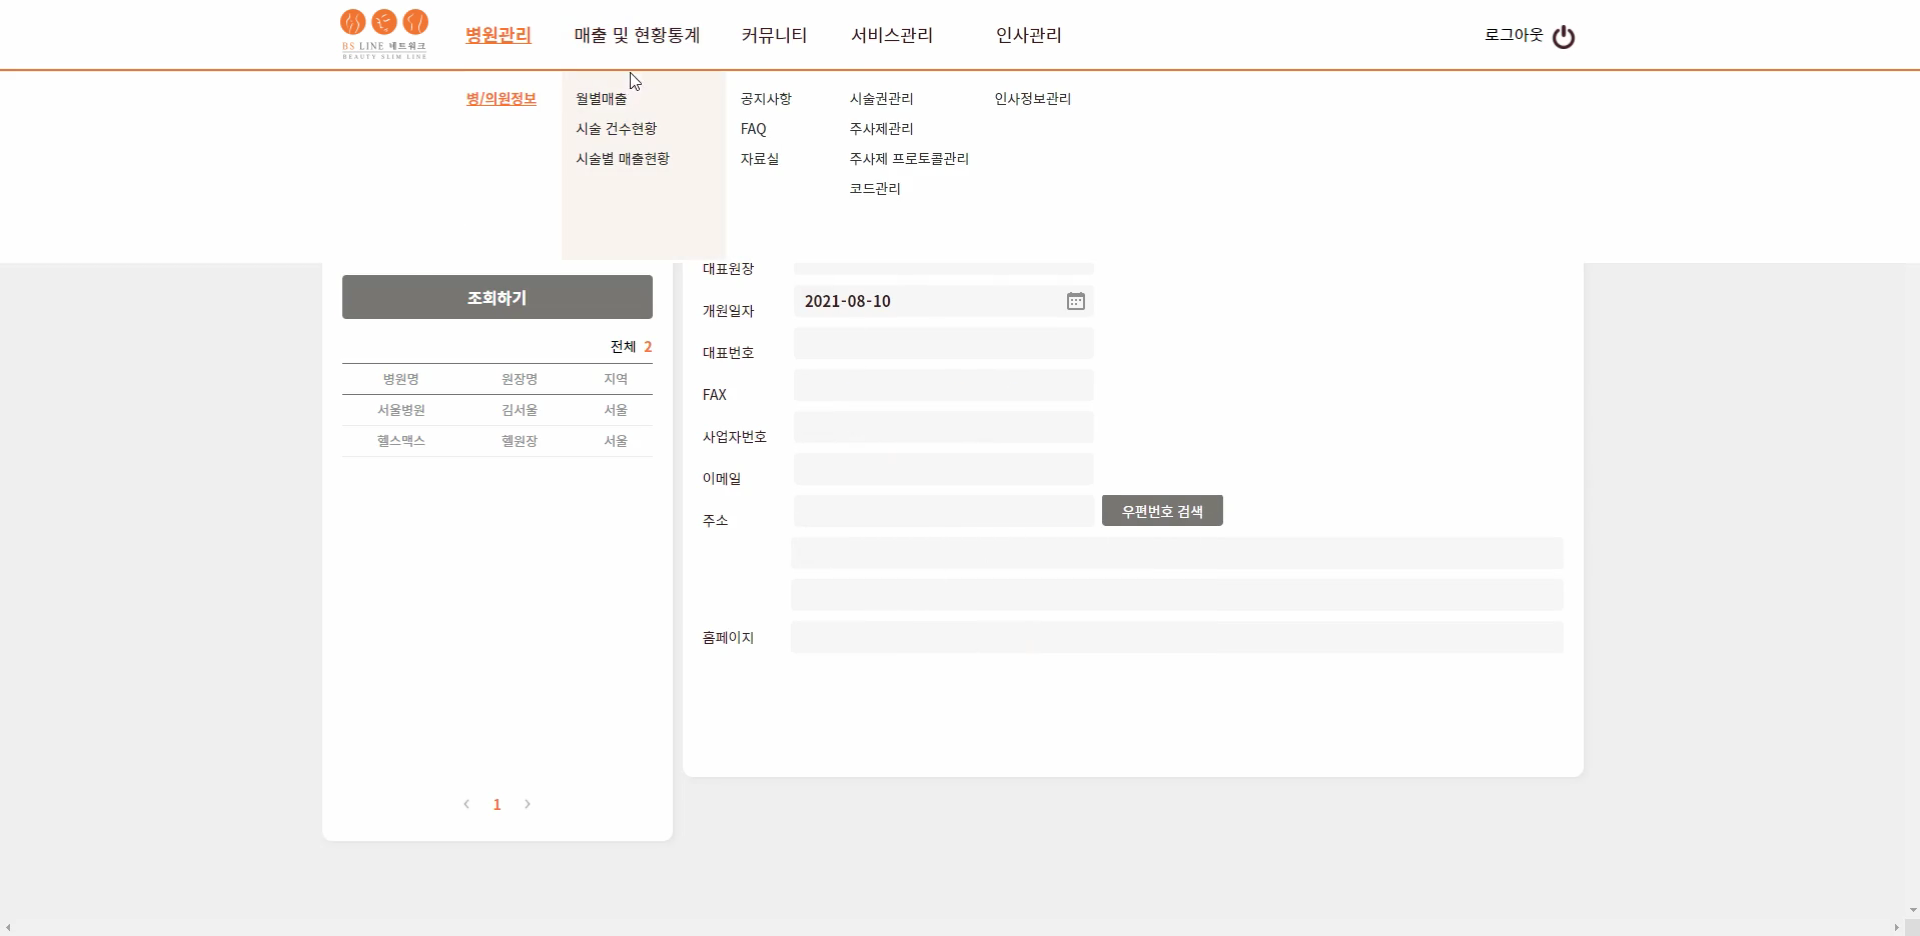 BS LINE 네트워크
BEAUTY SLIM LINE
병원관리 매출 및 현황통계 커뮤니티 서비스관리 인사관리 로그아웃
병/의원정보 월별매출 공지사항 시술권관리 인사정보관리
시술 건수현황 FAQ 주사제관리
시술별 매출현황 자료실 주사제 프로토콜관리
코드관리
대표원장
조회하기
개원일자 2021-08-10
전체 2
대표번호
병원명 원장명 지역
FAX
서울병원 김서울 서울
사업자번호
헬스맥스 헬원장 서울
이메일
주소 우편번호 검색
홈페이지
1